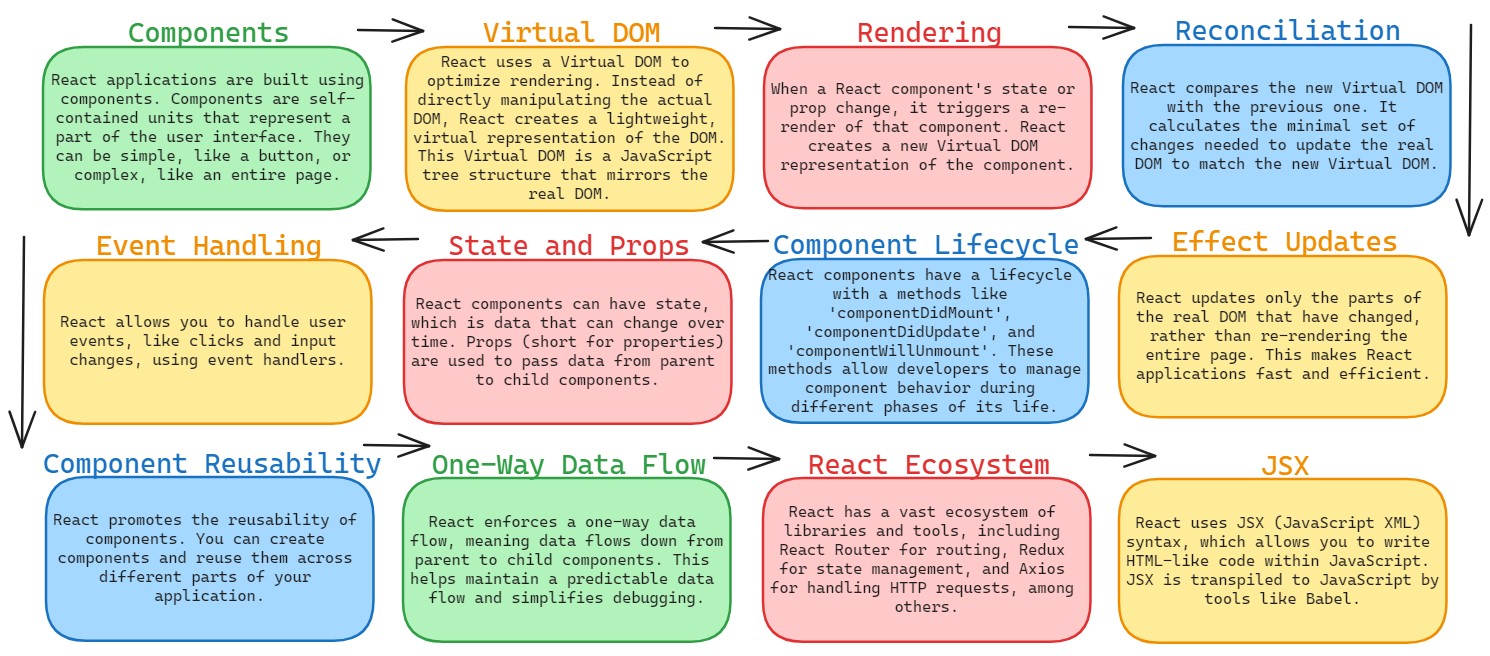 Components
React applications are built using
components. Components are self-
contained units that represent a
part of the user interface. They
can be simple, like a button, or
complex, like an entire page.
Virtual DOM
React uses a Virtual DOM to
optimize rendering. Instead of
directly manipulating the actual
DOM, React creates a lightweight,
virtual representation of the DOM.
This Virtual DOM is a JavaScript
tree structure that mirrors the
real DOM.
Rendering
When a React component's state or
prop change, it triggers a re-
render of that component. React
creates a new Virtual DOM
representation of the component.
Reconciliation
React compares the new Virtual DOM
with the previous one. It
calculates the minimal set of
changes needed to update the real
DOM to match the new Virtual DOM.
Effect Updates
React updates only the parts of
the real DOM that have changed,
rather than re-rendering the
entire page. This makes React
applications fast and efficient.
Component Lifecycle
React components have a lifecycle
with a methods like
'componentDidMount',
'componentDidUpdate', and
'componentWillUnmount'. These
methods allow developers to manage
component behavior during
different phases of its life.
State and Props
React components can have state,
which is data that can change over
time. Props (short for properties)
are used to pass data from parent
to child components.
Event Handling
React allows you to handle user
events, like clicks and input
changes, using event handlers.
Component Reusability
React promotes the reusability of
components. You can create
components and reuse them across
different parts of your
application.
One-Way Data Flow
React enforces a one-way data
flow, meaning data flows down from
parent to child components. This
helps maintain a predictable data
flow and simplifies debugging.
React Ecosystem
React has a vast ecosystem of
libraries and tools, including
React Router for routing, Redux
for state management, and Axios
for handling HTTP requests, among
others.
JSX
React uses JSX (JavaScript XML)
syntax, which allows you to write
HTML-like code within JavaScript.
JSX is transpiled to JavaScript by
tools like Babel.